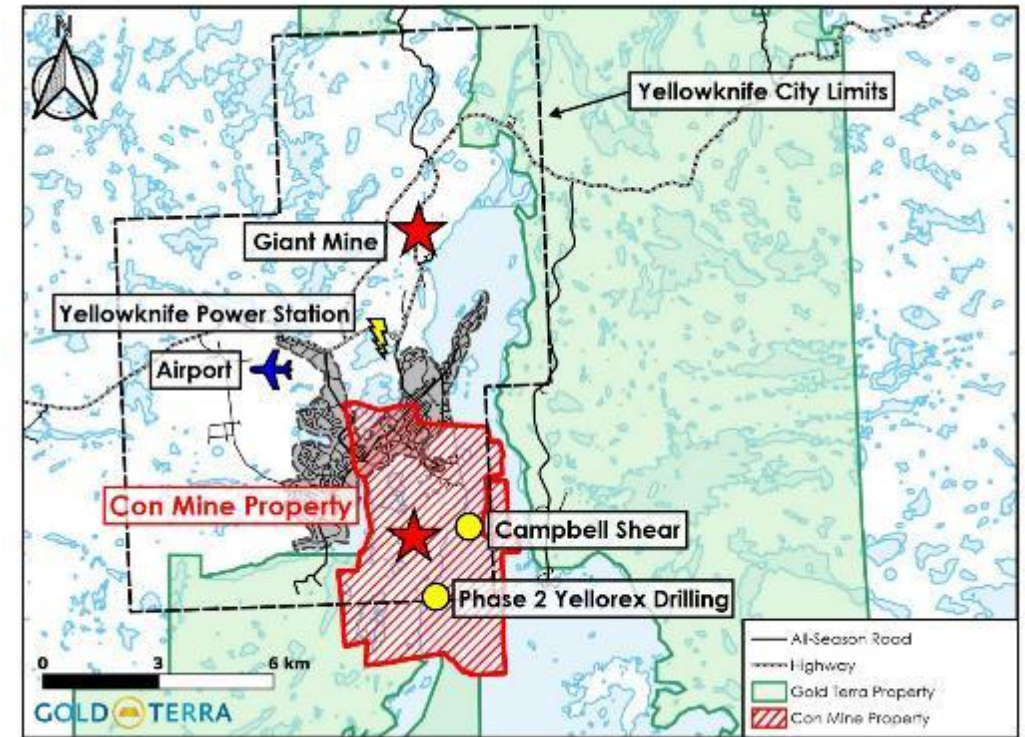 N
Yellowknife City Limits
Giant Mine
Yellowknife Power Station
Airport
Con Mine Property
Campbell Shear
Phase 2 Yellorex Drilling
0 3 6 km
GOLD TERRA
All-Season Road
Highway
Gold Terra Property
Con Mine Property